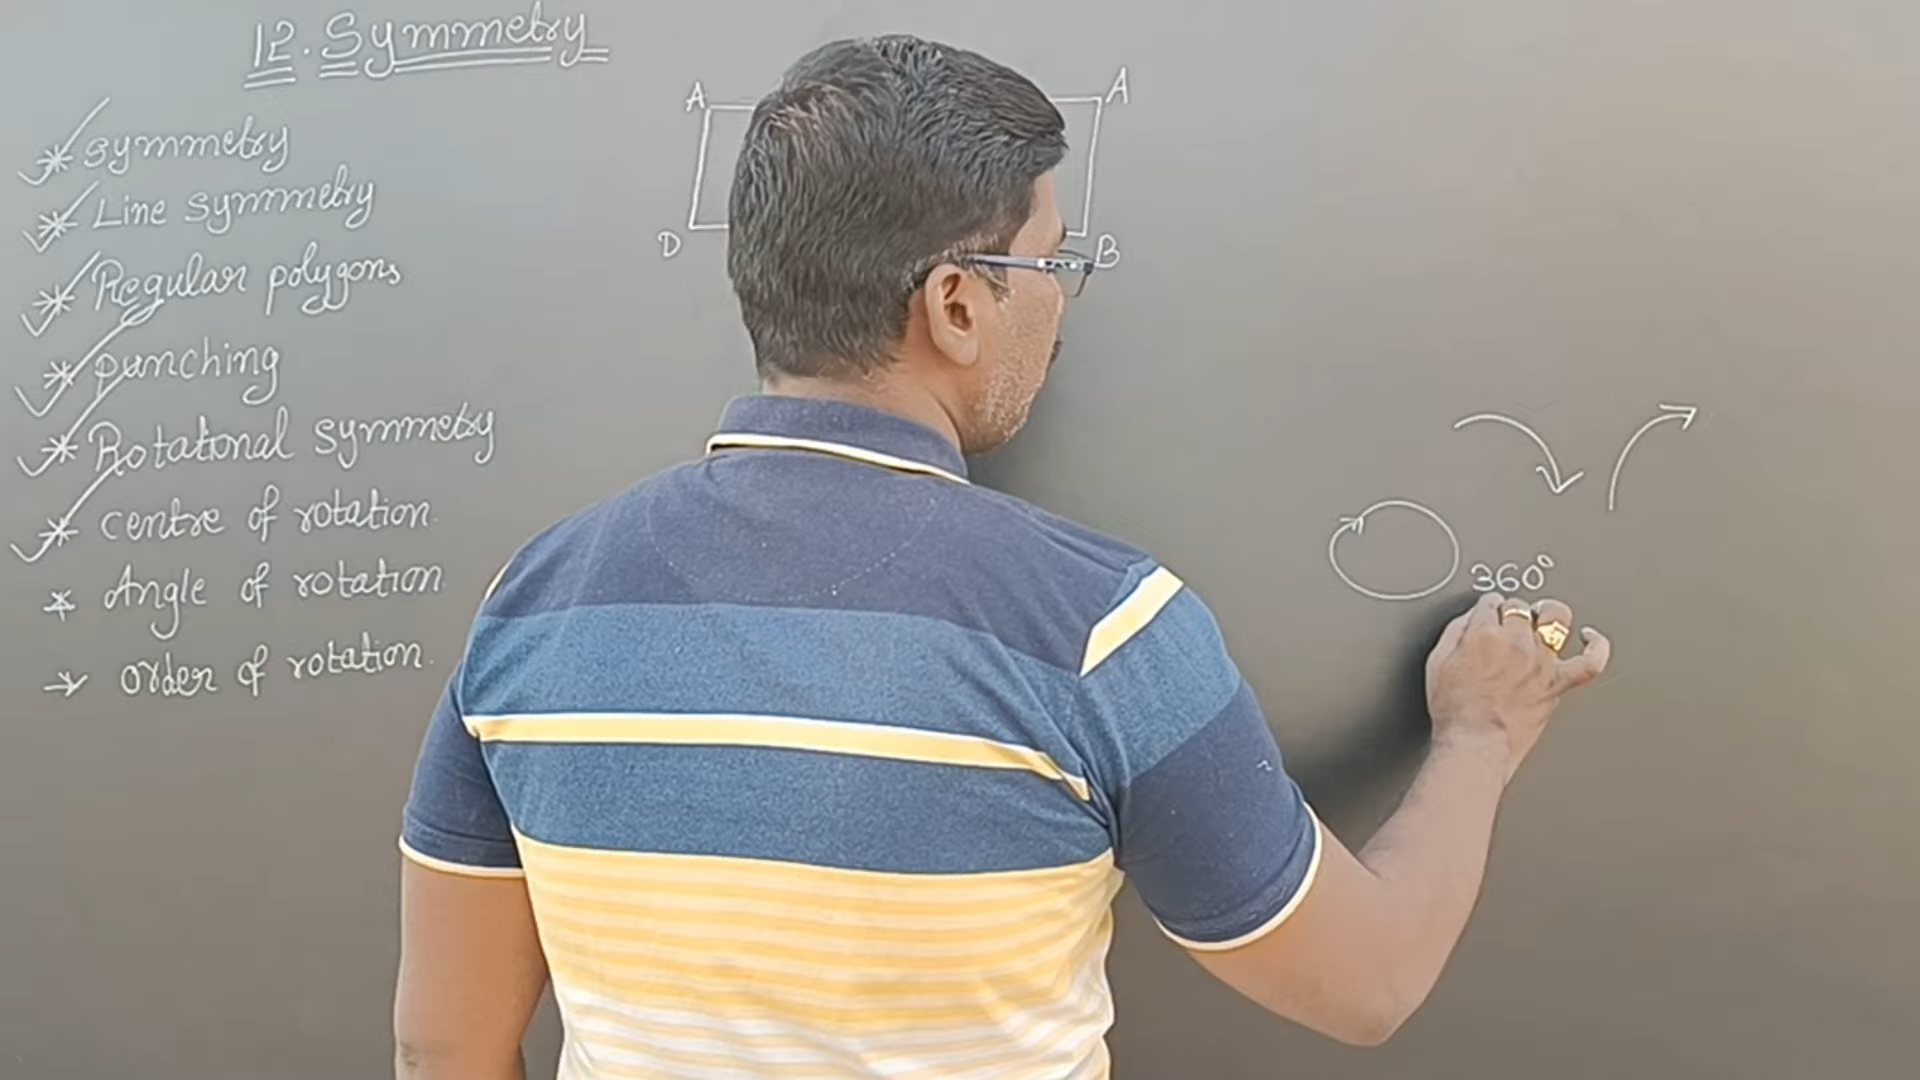 12. Symmetry
* symmetry
* Line symmetry
* Regular polygons
* punching
* Rotational symmetry
* centre of rotation.
* Angle of rotation.
* order of rotation.
A
A
D
B
360°